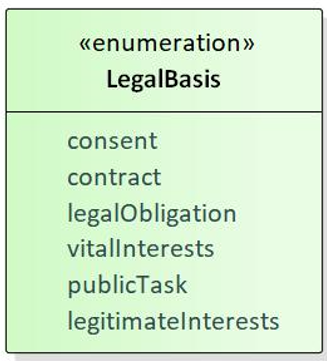 «enumeration»
LegalBasis
consent
contract
legalObligation
vitalInterests
publicTask
legitimateInterests